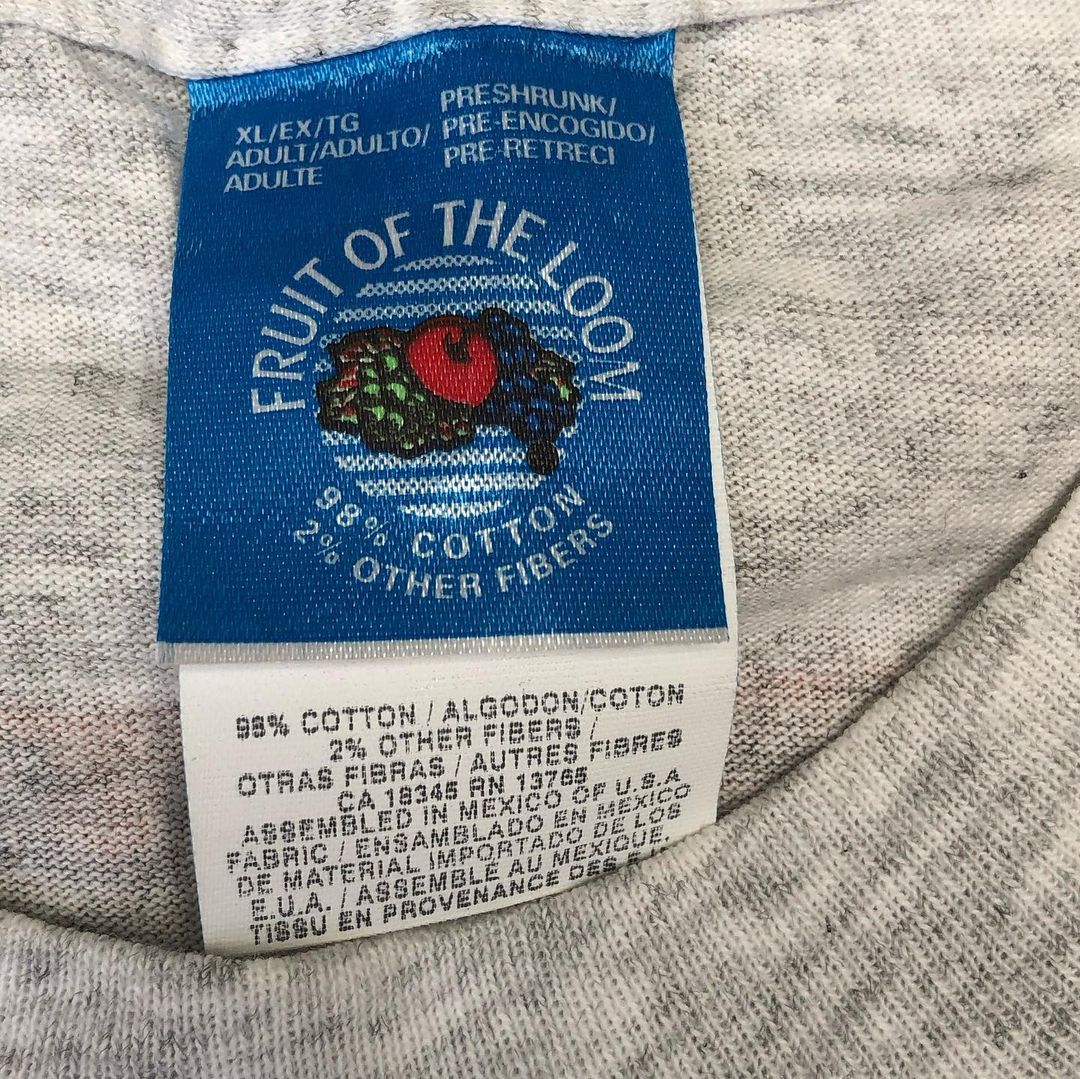 XL/EX/TG
ADULT/ADULTO/
ADULTE
PRESHRUNK/
PRE-ENCOGIDO/
PRE-RETRECI
FRUIT OF THE LOOM
98% COTTON
2% OTHER FIBERS
98% COTTON / ALGODON/COTON
2% OTHER FIBERS /
OTRAS FIBRAS / AUTRES FIBRES
CA 19345 RN 13765
ASSEMBLED IN MEXICO OF U.S.A
FABRIC / ENSAMBLADO EN MEXICO
DE MATERIAL IMPORTADO DE LOS
E.U.A. / ASSEMBLE AU MEXIQUE.
TISSU EN PROVENANCE DES